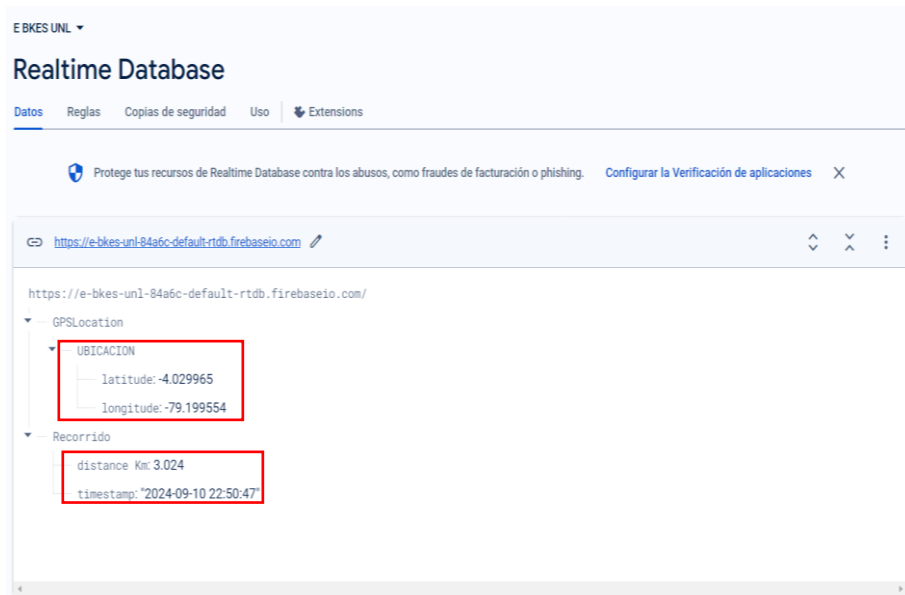 E BKES UNL
Realtime Database
Datos Reglas Copias de seguridad Uso Extensions
Protege tus recursos de Realtime Database contra los abusos, como fraudes de facturación o phishing. Configurar la Verificación de aplicaciones
https://e-bkes-unl-84a6c-default-rtdb.firebaseio.com
https://e-bkes-unl-84a6c-default-rtdb.firebaseio.com/
GPSLocation
UBICACION
latitude: -4.029965
longitude: -79.199554
Recorrido
distance Km: 3.024
timestamp: "2024-09-10 22:50:47"